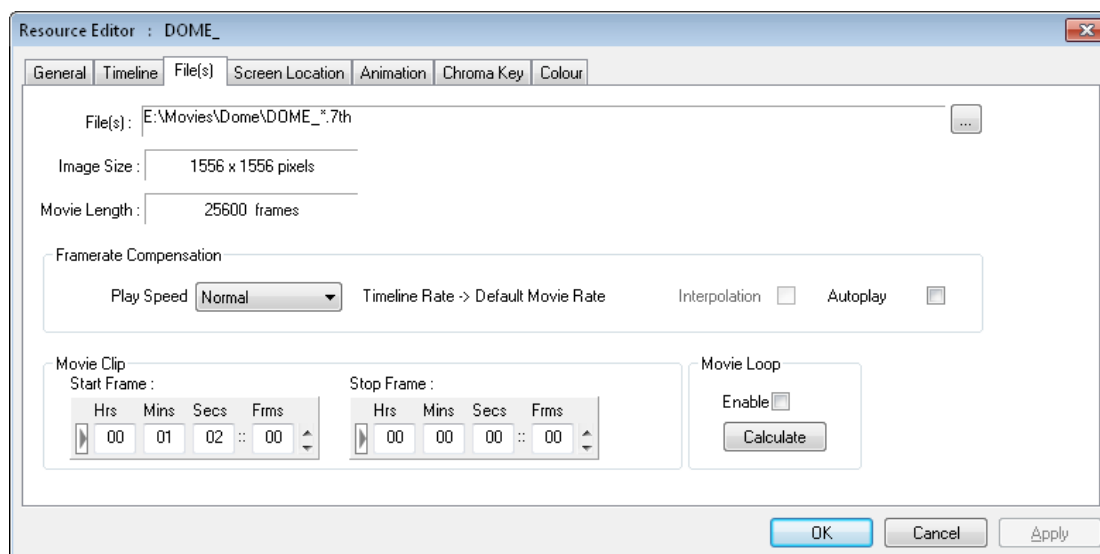 Resource Editor : DOME_
General Timeline File(s) Screen Location Animation Chroma Key Colour
File(s) : E:\Movies\Dome\DOME_*.7th ...
Image Size : 1556 x 1556 pixels
Movie Length : 25600 frames
Framerate Compensation
Play Speed Normal Timeline Rate -> Default Movie Rate Interpolation Autoplay
Movie Clip Movie Loop
Start Frame : Stop Frame :
Enable
Hrs Mins Secs Frms Hrs Mins Secs Frms
00 01 02 :: 00 00 00 00 :: 00 Calculate
OK Cancel Apply